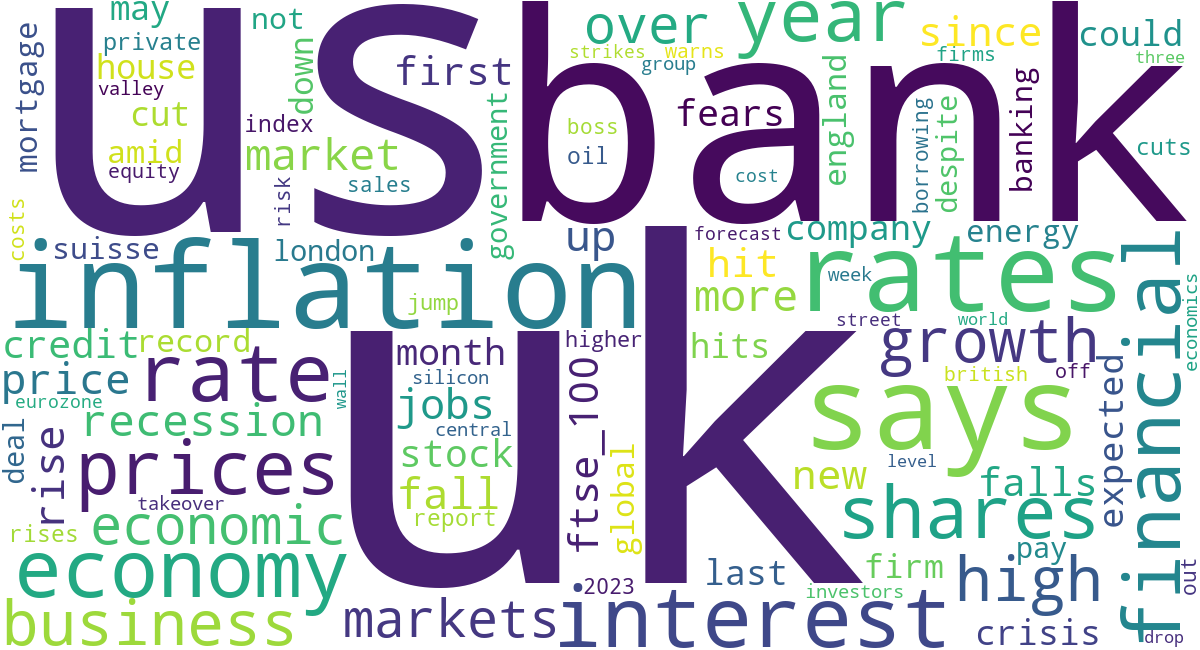 us
bank
uk
inflation
rates
says
year
may
not
over
since
could
private
strikes
warns
three
mortgage
house
down
first
group
firms
valley
cut
index
market
government
boss
oil
fears
england
borrowing
despite
banking
cuts
amid
equity
risk
sales
cost
costs
suisse
london
up
forecast
company
energy
hit
week
more
jump
financial
economics
credit
record
rate
month
higher
hits
street
world
growth
price
eurozone
wall
silicon
jobs
central
british
off
expected
deal
recession
rise
prices
stock
fall
report
ftse_100
global
new
level
falls
shares
takeover
rises
economic
economy
last
firm
pay
high
out
2023
investors
business
markets
interest
crisis
drop